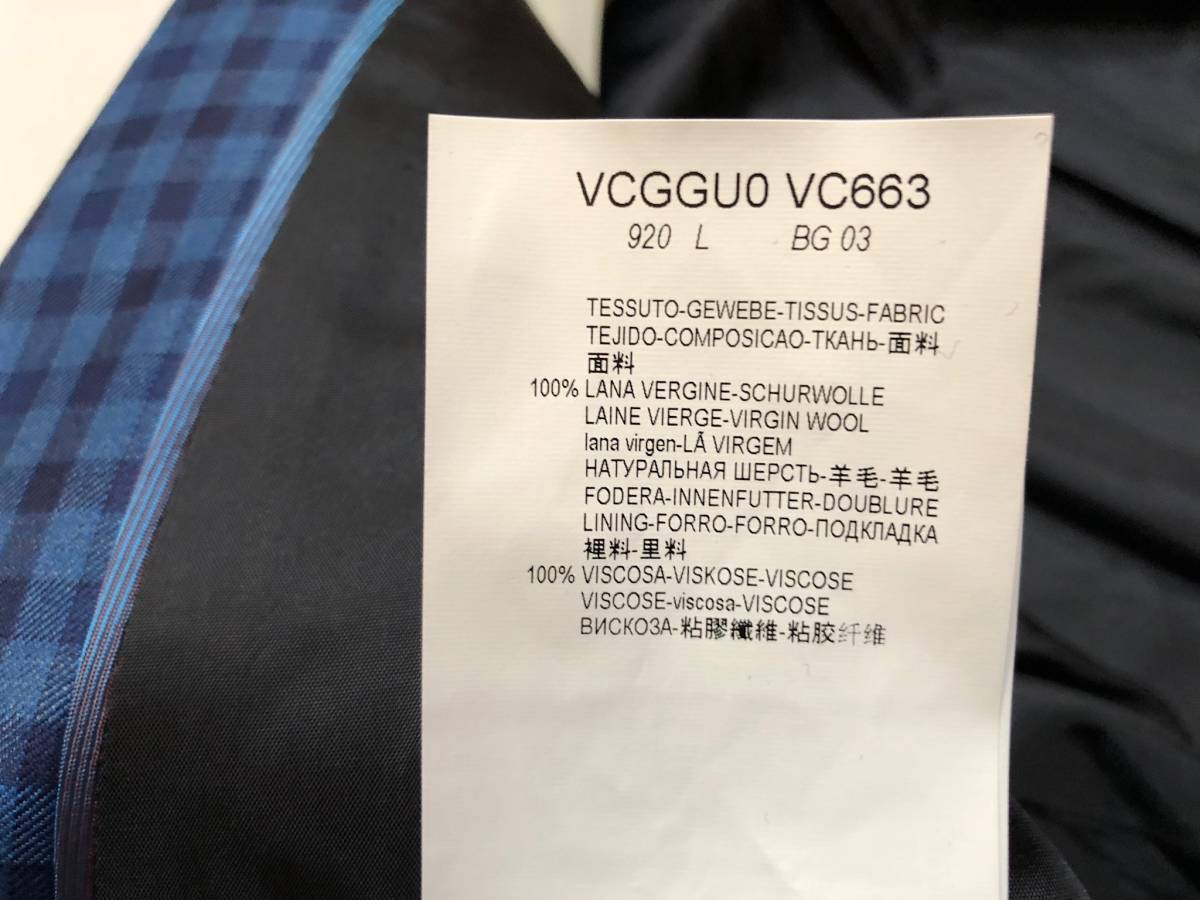 VCGGU0 VC663
920 L BG 03
TESSUTO-GEWEBE-TISSUS-FABRIC
TEJIDO-COMPOSICAO-ТКАНЬ-面料
面料
100% LANA VERGINE-SCHURWOLLE
LAINE VIERGE-VIRGIN WOOL
lana virgen-LÃ VIRGEM
НАТУРАЛЬНАЯ ШЕРСТЬ-羊毛-羊毛
FODERA-INNENFUTTER-DOUBLURE
LINING-FORRO-FORRO-ПОДКЛАДКА
裡料-里料
100% VISCOSA-VISKOSE-VISCOSE
VISCOSE-viscosa-VISCOSE
ВИСКОЗА-粘膠纖維-粘胶纤维